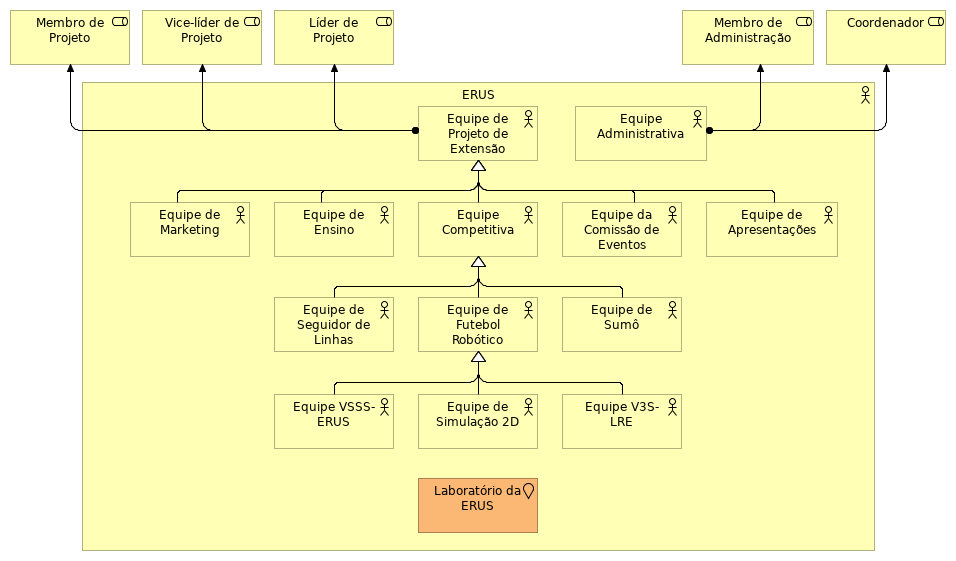 Membro de
Projeto
Vice-líder de
Projeto
Líder de
Projeto
Membro de
Administração
Coordenador
ERUS
Equipe de
Projeto de
Extensão
Equipe
Administrativa
Equipe de
Marketing
Equipe de
Ensino
Equipe
Competitiva
Equipe da
Comissão de
Eventos
Equipe de
Apresentações
Equipe de
Seguidor de
Linhas
Equipe de
Futebol
Robótico
Equipe de
Sumô
Equipe VSSS-
ERUS
Equipe de
Simulação 2D
Equipe V3S-
LRE
Laboratório da
ERUS